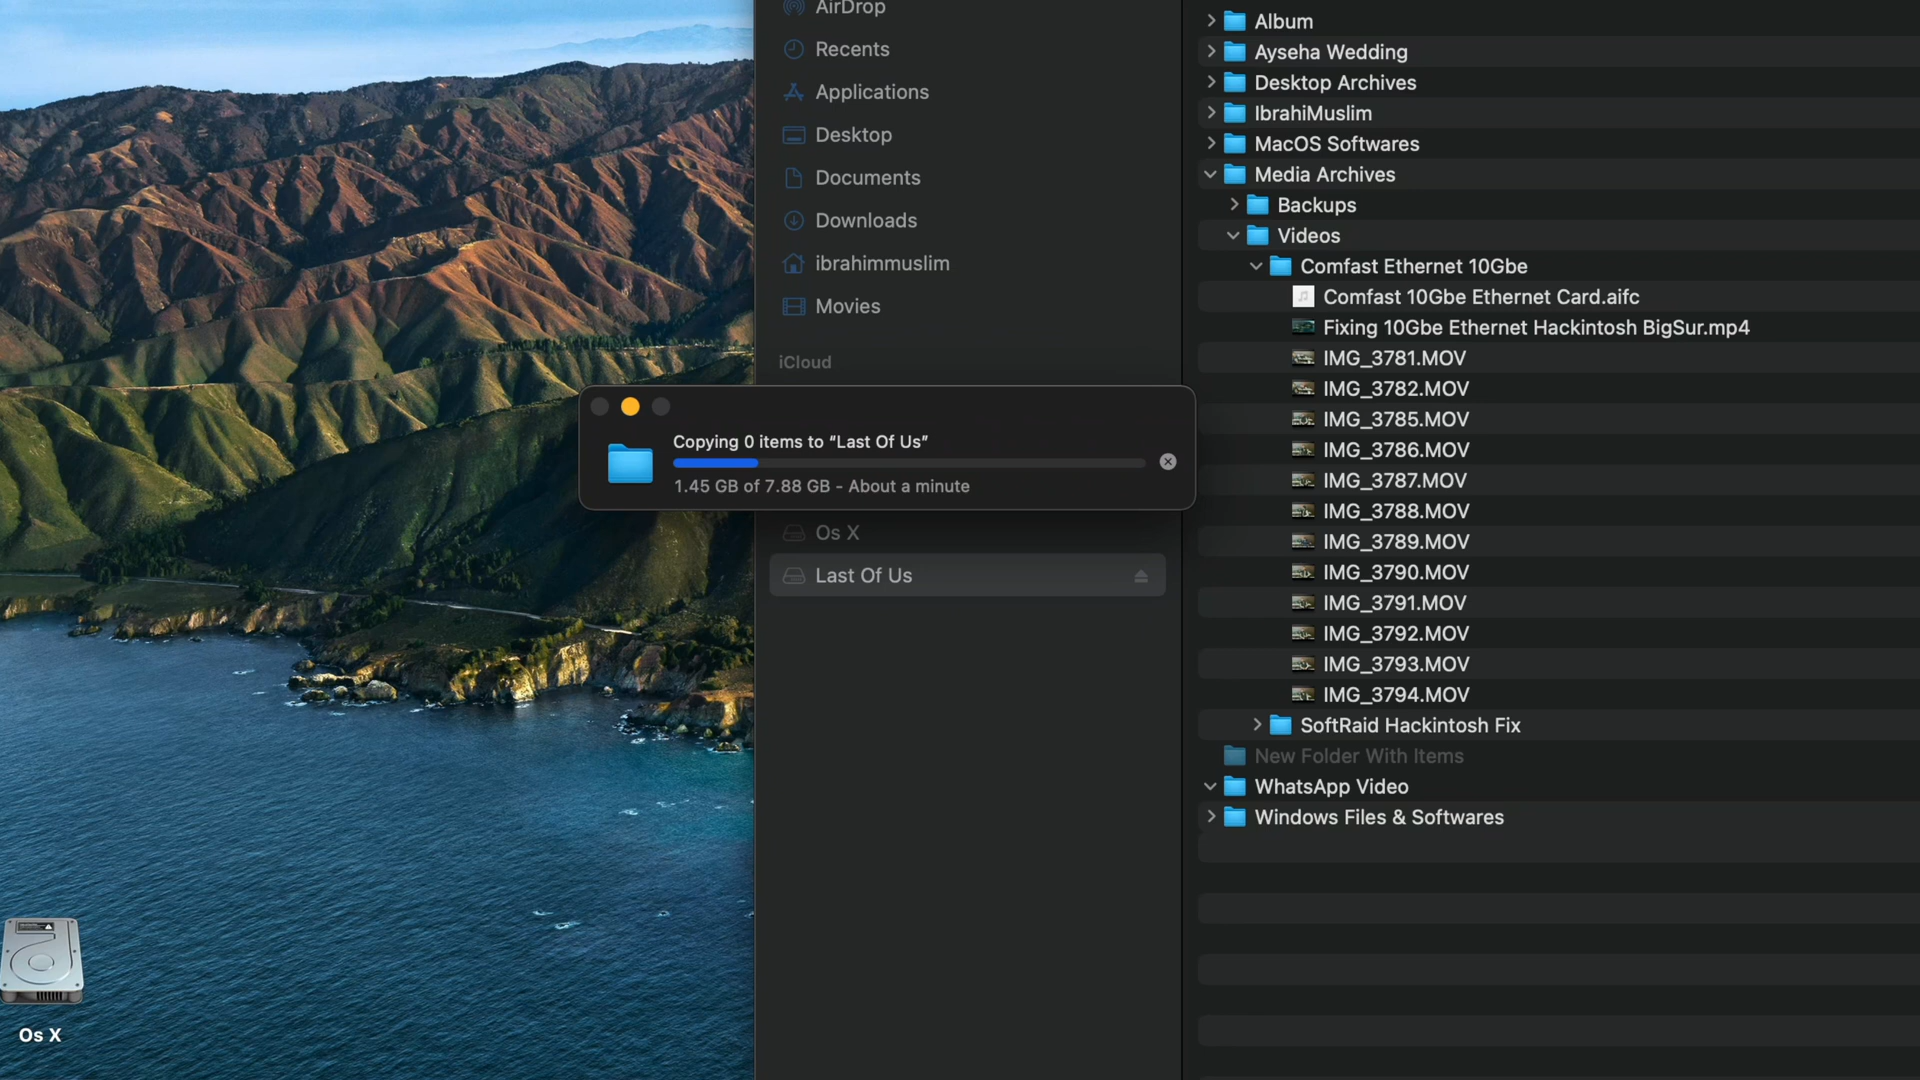 AirDrop
Recents
Applications
Desktop
Documents
Downloads
ibrahimmuslim
Movies
iCloud
Copying 0 items to “Last Of Us”
1.45 GB of 7.88 GB - About a minute
Os X
Last Of Us
Album
Ayseha Wedding
Desktop Archives
IbrahiMuslim
MacOS Softwares
Media Archives
Backups
Videos
Comfast Ethernet 10Gbe
Comfast 10Gbe Ethernet Card.aifc
Fixing 10Gbe Ethernet Hackintosh BigSur.mp4
IMG_3781.MOV
IMG_3782.MOV
IMG_3785.MOV
IMG_3786.MOV
IMG_3787.MOV
IMG_3788.MOV
IMG_3789.MOV
IMG_3790.MOV
IMG_3791.MOV
IMG_3792.MOV
IMG_3793.MOV
IMG_3794.MOV
SoftRaid Hackintosh Fix
New Folder With Items
WhatsApp Video
Windows Files & Softwares
Os X